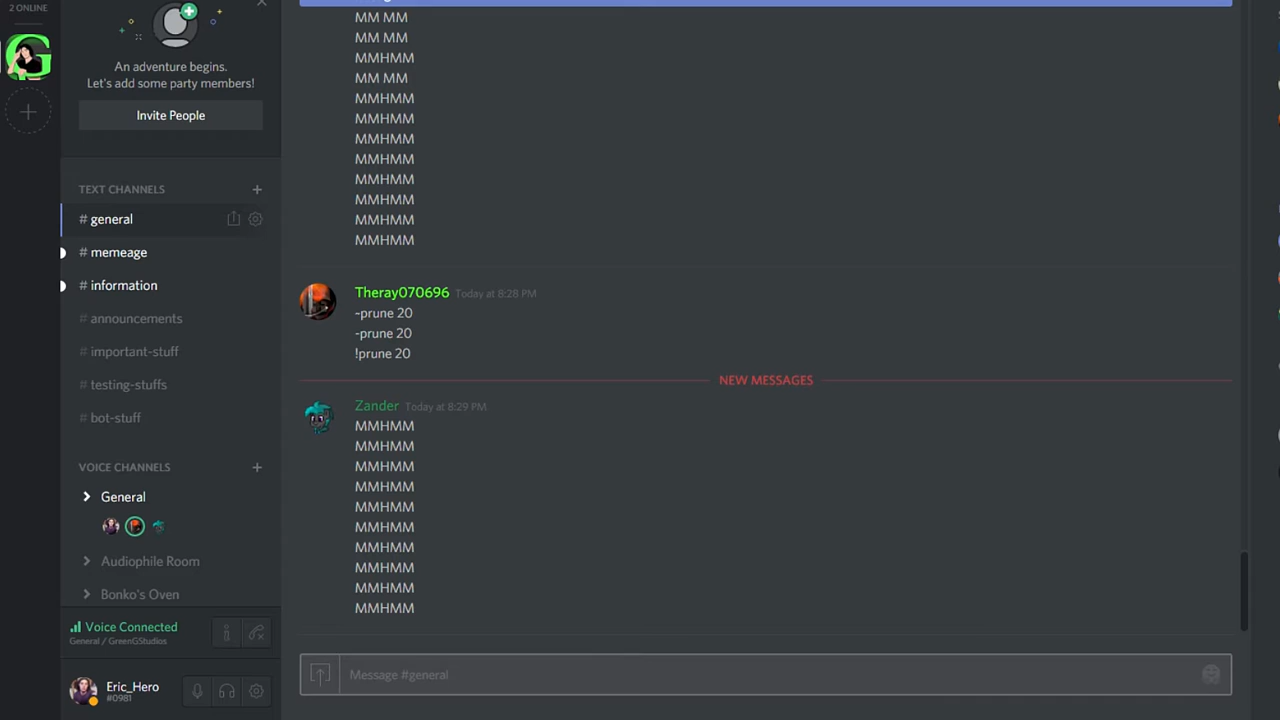 2 ONLINE
An adventure begins.
Let's add some party members!
Invite People
TEXT CHANNELS
# general
# memeage
# information
# announcements
# important-stuff
# testing-stuffs
# bot-stuff
VOICE CHANNELS
General
Audiophile Room
Bonko's Oven
Voice Connected
General / GreenGStudios
Eric_Hero
#0981
MM MM
MM MM
MMHMM
MM MM
MMHMM
MMHMM
MMHMM
MMHMM
MMHMM
MMHMM
MMHMM
MMHMM
Theray070696 Today at 8:28 PM
-prune 20
-prune 20
!prune 20
NEW MESSAGES
Zander Today at 8:29 PM
MMHMM
MMHMM
MMHMM
MMHMM
MMHMM
MMHMM
MMHMM
MMHMM
MMHMM
MMHMM
Message #general